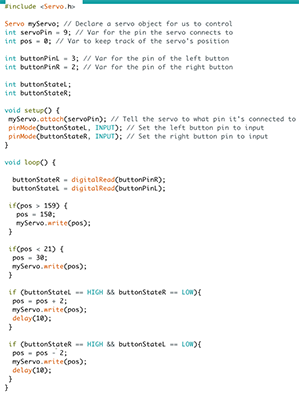 #include <Servo.h>
Servo myServo; // Declare a servo object for us to control
int servoPin = 9; // Var for the pin the servo connects to
int pos = 0; // Var to keep track of the servo's position
int buttonPinL = 3; // Var for the pin of the left button
int buttonPinR = 2; // Var for the pin of the right button
int buttonStateL;
int buttonStateR;
void setup() {
myServo.attach(servoPin); // Tell the servo to what pin it's connected to
pinMode(buttonStateL, INPUT); // Set the left button pin to input
pinMode(buttonStateR, INPUT); // Set the right button pin to input
}
void loop() {
buttonStateR = digitalRead(buttonPinR);
buttonStateL = digitalRead(buttonPinL);
if(pos > 159) {
pos = 150;
myServo.write(pos);
}
if(pos < 21) {
pos = 30;
myServo.write(pos);
}
if (buttonStateL == HIGH && buttonStateR == LOW){
pos = pos + 2;
myServo.write(pos);
delay(10);
}
if (buttonStateR == HIGH && buttonStateL == LOW){
pos = pos - 2;
myServo.write(pos);
delay(10);
}
}